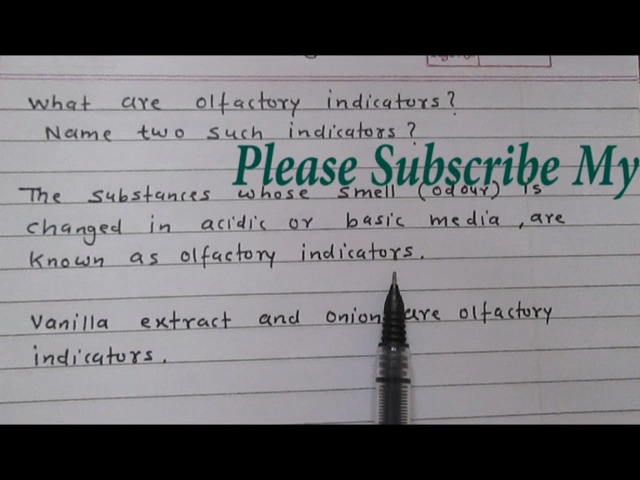 What are olfactory indicators?
Name two such indicators?
Please Subscribe My
The substances whose smell (odour) is
changed in acidic or basic media, are
known as olfactory indicators.
Vanilla extract and onion are olfactory
indicators.